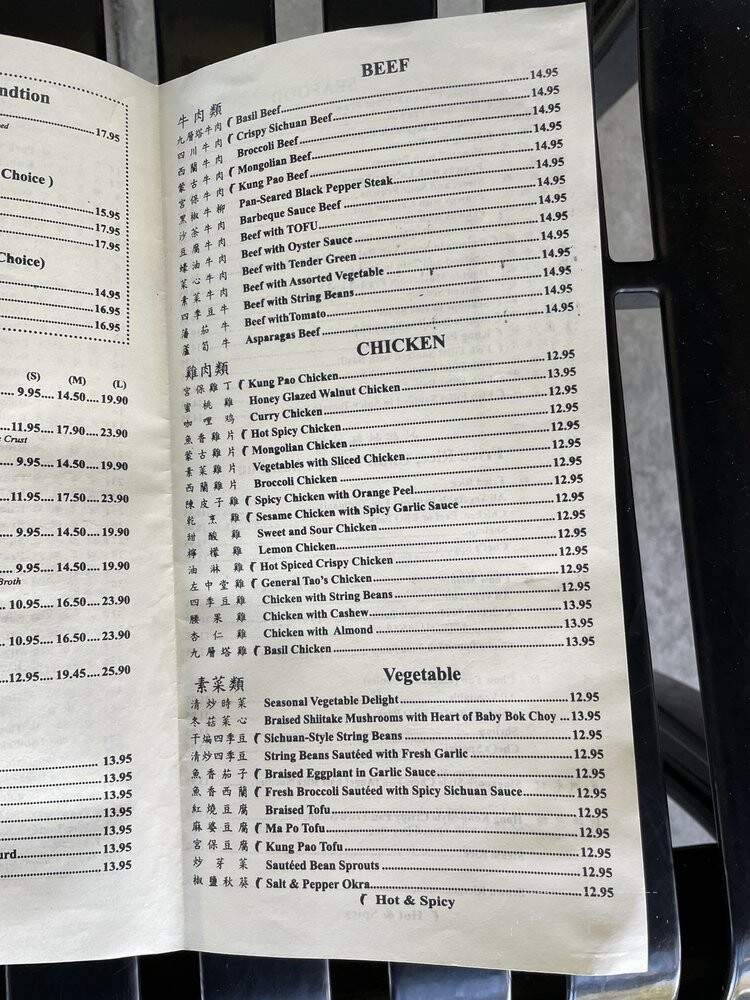 ndtion
ed
17.95
Choice )
15.95
17.95
17.95
Choice)
14.95
16.95
16.95
(S) (M) (L)
9.95.... 14.50.... 19.90
11.95.... 17.90.... 23.90
Crust
9.95.... 14.50.... 19.90
11.95.... 17.50.... 23.90
9.95.... 14.50.... 19.90
9.95.... 14.50.... 19.90
Broth
10.95.... 16.50.... 23.90
10.95.... 16.50.... 23.90
12.95.... 19.45.... 25.90
13.95
13.95
13.95
13.95
13.95
urd 13.95
13.95
BEEF
牛肉類
九層塔牛肉 Basil Beef 14.95
四川牛肉 Crispy Sichuan Beef 14.95
西蘭牛肉 Broccoli Beef 14.95
蒙古牛肉 Mongolian Beef 14.95
宮保牛肉 Kung Pao Beef 14.95
黑椒牛柳 Pan-Seared Black Pepper Steak 14.95
沙茶牛肉 Barbeque Sauce Beef 14.95
豆腐牛肉 Beef with TOFU 14.95
蠔油牛肉 Beef with Oyster Sauce 14.95
菜心牛肉 Beef with Tender Green 14.95
素菜牛肉 Beef with Assorted Vegetable 14.95
四季豆牛 Beef with String Beans 14.95
蕃茄牛 Beef withTomato 14.95
蘆筍牛 Asparagas Beef 14.95
CHICKEN
雞肉類
宮保雞丁 Kung Pao Chicken 12.95
蜜桃雞 Honey Glazed Walnut Chicken 13.95
咖哩鸡 Curry Chicken 12.95
魚香雞片 Hot Spicy Chicken 12.95
蒙古雞片 Mongolian Chicken 12.95
素菜雞片 Vegetables with Sliced Chicken 12.95
西蘭雞片 Broccoli Chicken 12.95
陳皮子雞 Spicy Chicken with Orange Peel 12.95
乾烹雞 Sesame Chicken with Spicy Garlic Sauce 12.95
甜酸雞 Sweet and Sour Chicken 12.95
檸檬雞 Lemon Chicken 12.95
油淋雞 Hot Spiced Crispy Chicken 12.95
左中堂雞 General Tao's Chicken 12.95
四季豆雞 Chicken with String Beans 12.95
腰果雞 Chicken with Cashew 13.95
杏仁雞 Chicken with Almond 13.95
九層塔雞 Basil Chicken 13.95
Vegetable
素菜類
清炒時菜 Seasonal Vegetable Delight 12.95
冬菇菜心 Braised Shiitake Mushrooms with Heart of Baby Bok Choy ... 13.95
干煸四季豆 Sichuan-Style String Beans 12.95
清炒四季豆 String Beans Sautéed with Fresh Garlic 12.95
魚香茄子 Braised Eggplant in Garlic Sauce 12.95
魚香西蘭 Fresh Broccoli Sautéed with Spicy Sichuan Sauce 12.95
紅燒豆腐 Braised Tofu 12.95
麻婆豆腐 Ma Po Tofu 12.95
宮保豆腐 Kung Pao Tofu 12.95
炒芽菜 Sautéed Bean Sprouts 12.95
椒鹽秋葵 Salt & Pepper Okra 12.95
Hot & Spicy